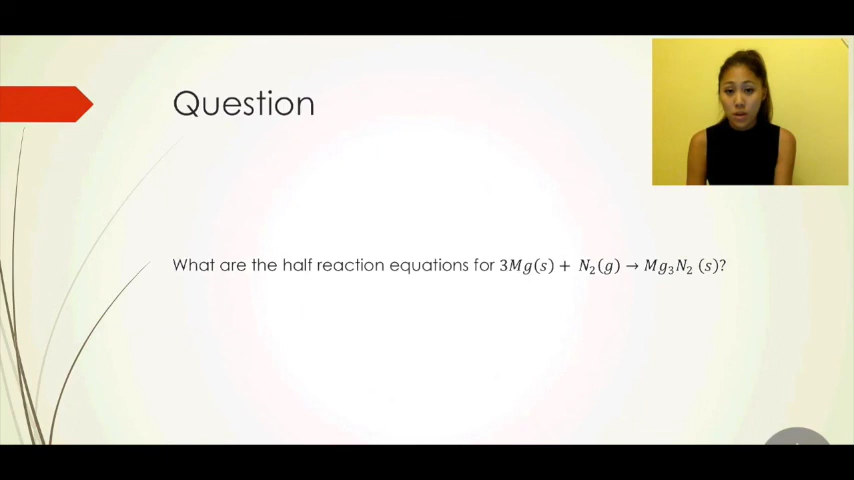 Question
What are the half reaction equations for 3Mg(s) + N₂(g) → Mg₃N₂ (s)?